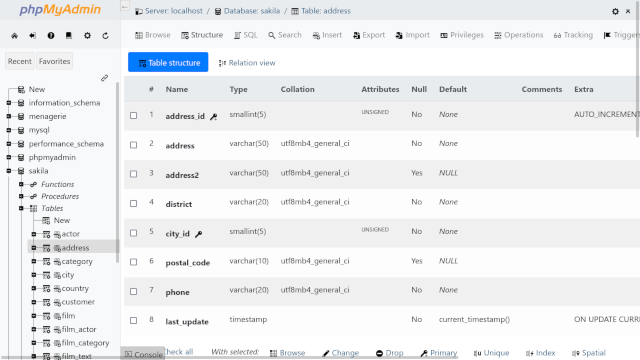 phpMyAdmin
Server: localhost / Database: sakila / Table: address
Browse Structure SQL Search Insert Export Import Privileges Operations Tracking Triggers
Recent Favorites
Table structure Relation view
# Name Type Collation Attributes Null Default Comments Extra
1 address_id smallint(5) UNSIGNED No None AUTO_INCREMENT
2 address varchar(50) utf8mb4_general_ci No None
3 address2 varchar(50) utf8mb4_general_ci Yes NULL
4 district varchar(20) utf8mb4_general_ci No None
5 city_id smallint(5) UNSIGNED No None
6 postal_code varchar(10) utf8mb4_general_ci Yes NULL
7 phone varchar(20) utf8mb4_general_ci No None
8 last_update timestamp No current_timestamp() ON UPDATE CURR
New
information_schema
menagerie
mysql
performance_schema
phpmyadmin
sakila
Functions
Procedures
Tables
New
actor
address
category
city
country
customer
film
film_actor
film_category
film_text
Console heck all With selected: Browse Change Drop Primary Unique Index Spatial